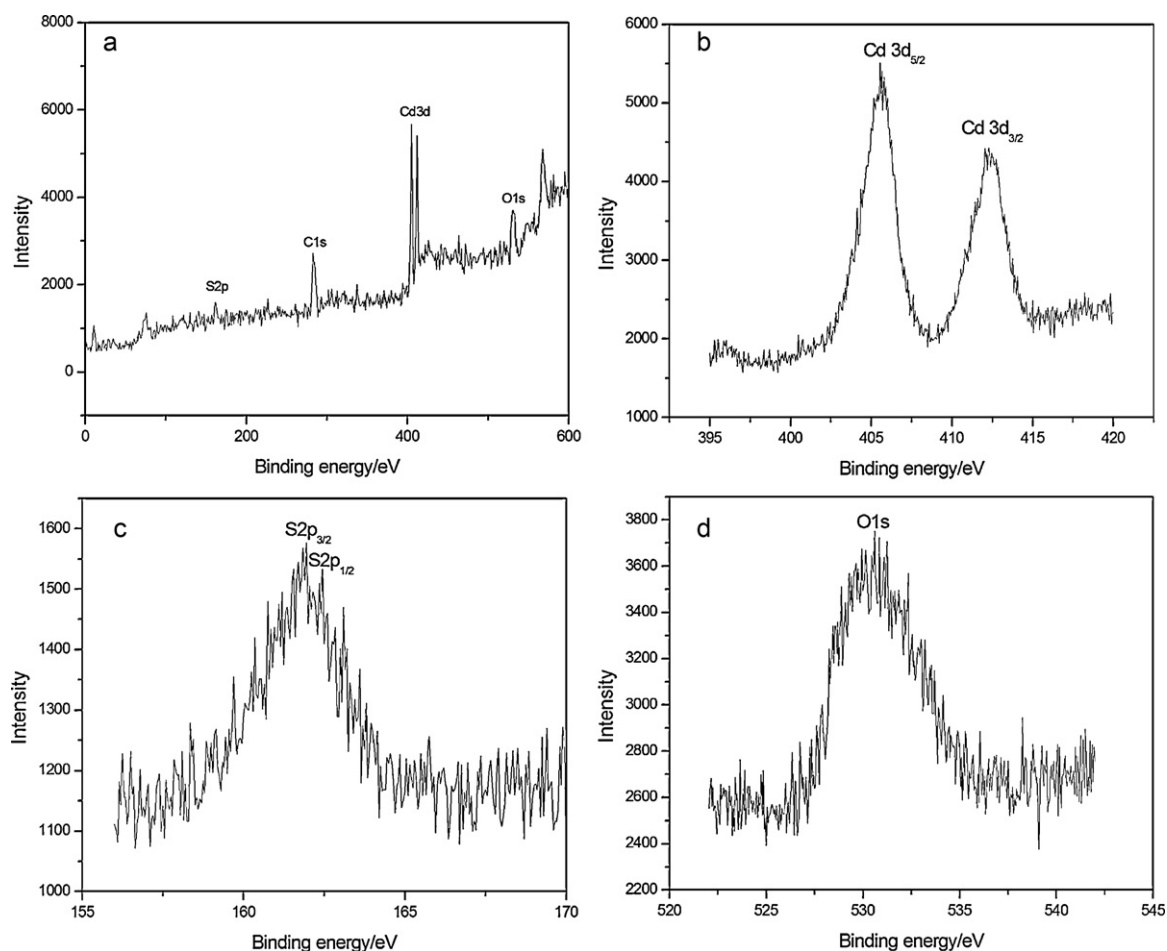 a
8000
6000
4000
2000
0
Intensity
S2p
C1s
Cd3d
O1s
0 200 400 600
Binding energy/eV
b
6000
5000
4000
3000
2000
1000
Intensity
Cd 3d5/2
Cd 3d3/2
395 400 405 410 415 420
Binding energy/eV
c
1600
1500
1400
1300
1200
1100
1000
Intensity
S2p3/2
S2p1/2
155 160 165 170
Binding energy/eV
d
3800
3600
3400
3200
3000
2800
2600
2400
2200
Intensity
O1s
520 525 530 535 540 545
Binding energy/eV